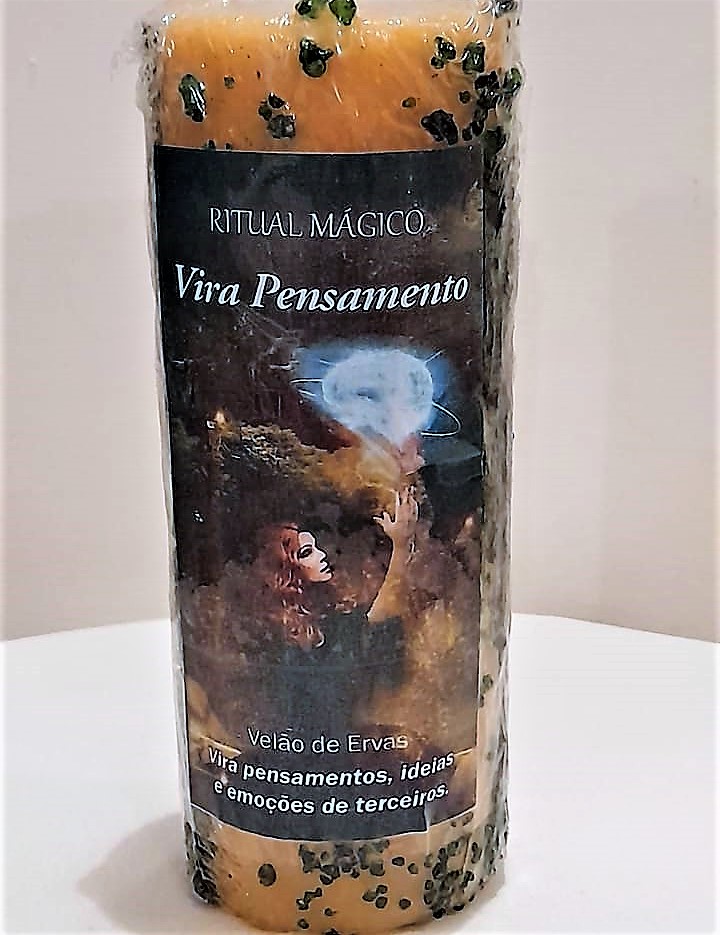 RITUAL MÁGICO
Vira Pensamento
Velão de Ervas
Vira pensamentos, ideias
e emoções de terceiros.